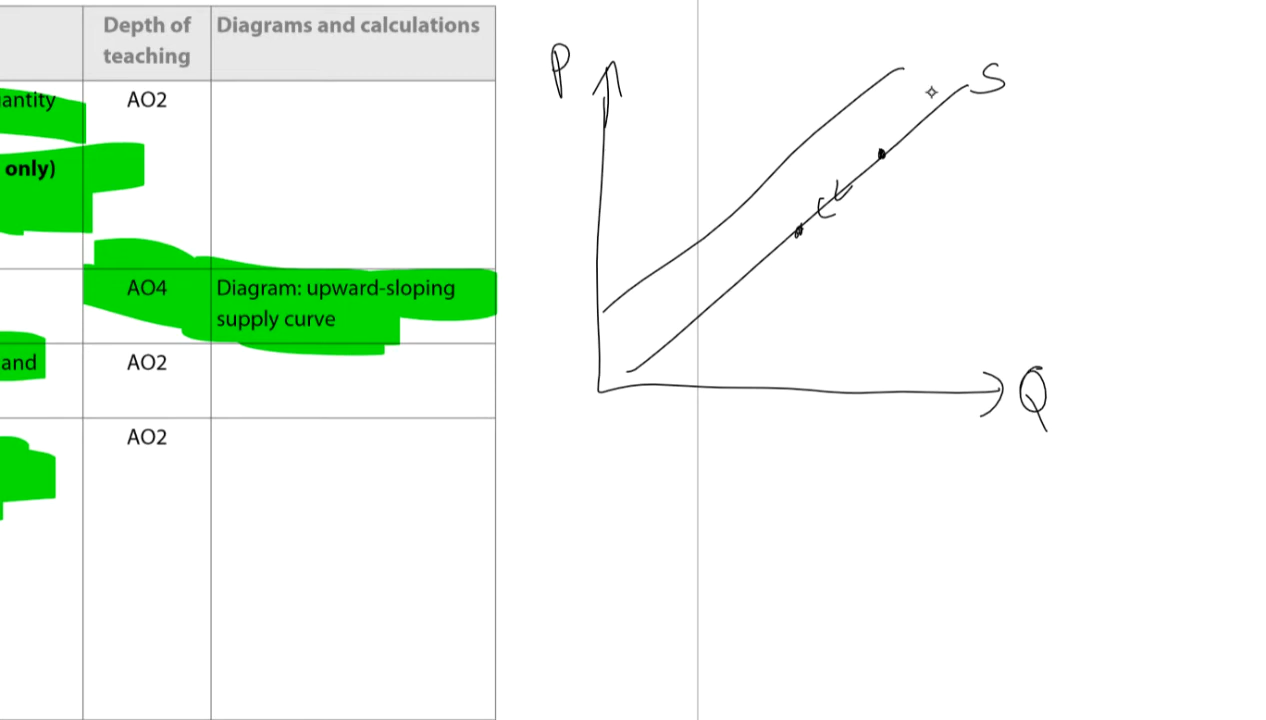 Depth of
teaching
Diagrams and calculations
antity
AO2
only)
AO4
Diagram: upward-sloping
supply curve
and
AO2
AO2
P
S
Q